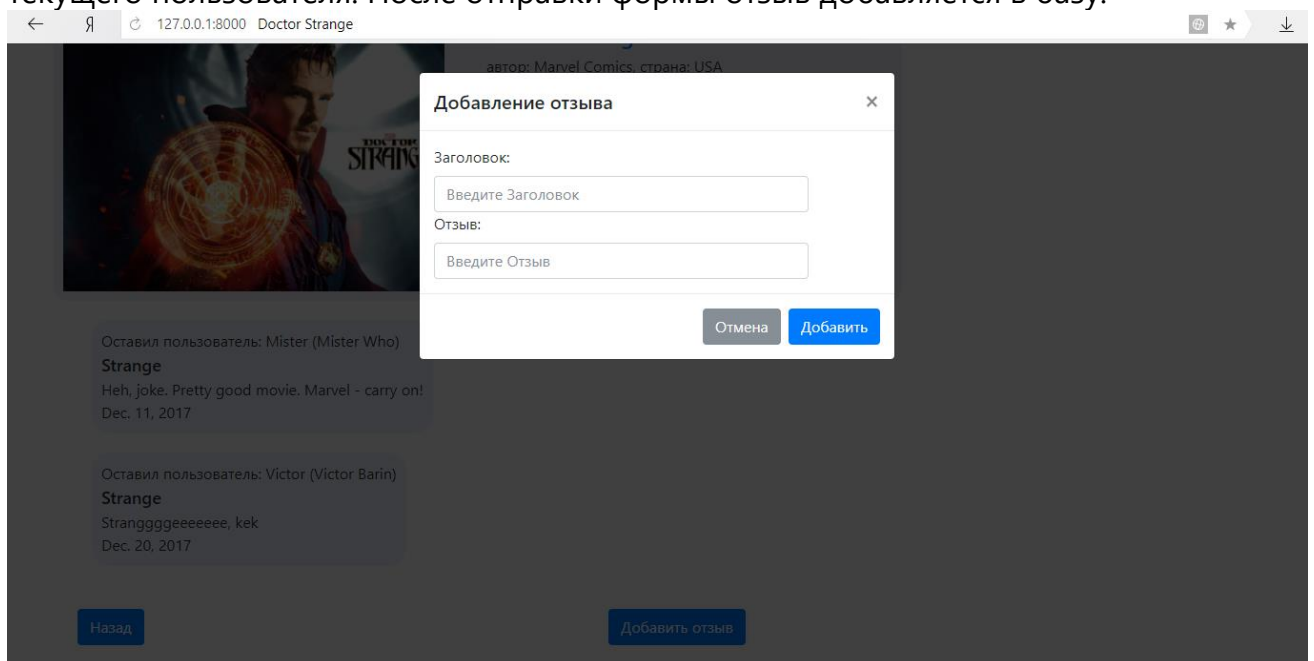 текущего пользователя. После отправки формы отзыв добавляется в базу.
127.0.0.1:8000 Doctor Strange
автор: Marvel Comics, страна: USA
DOCTOR
STRANG
Добавление отзыва ×
Заголовок:
Введите Заголовок
Отзыв:
Введите Отзыв
Отмена Добавить
Оставил пользователь: Mister (Mister Who)
Strange
Heh, joke. Pretty good movie. Marvel - carry on!
Dec. 11, 2017
Оставил пользователь: Victor (Victor Barin)
Strange
Stranggggeeeeeee, kek
Dec. 20, 2017
Назад Добавить отзыв